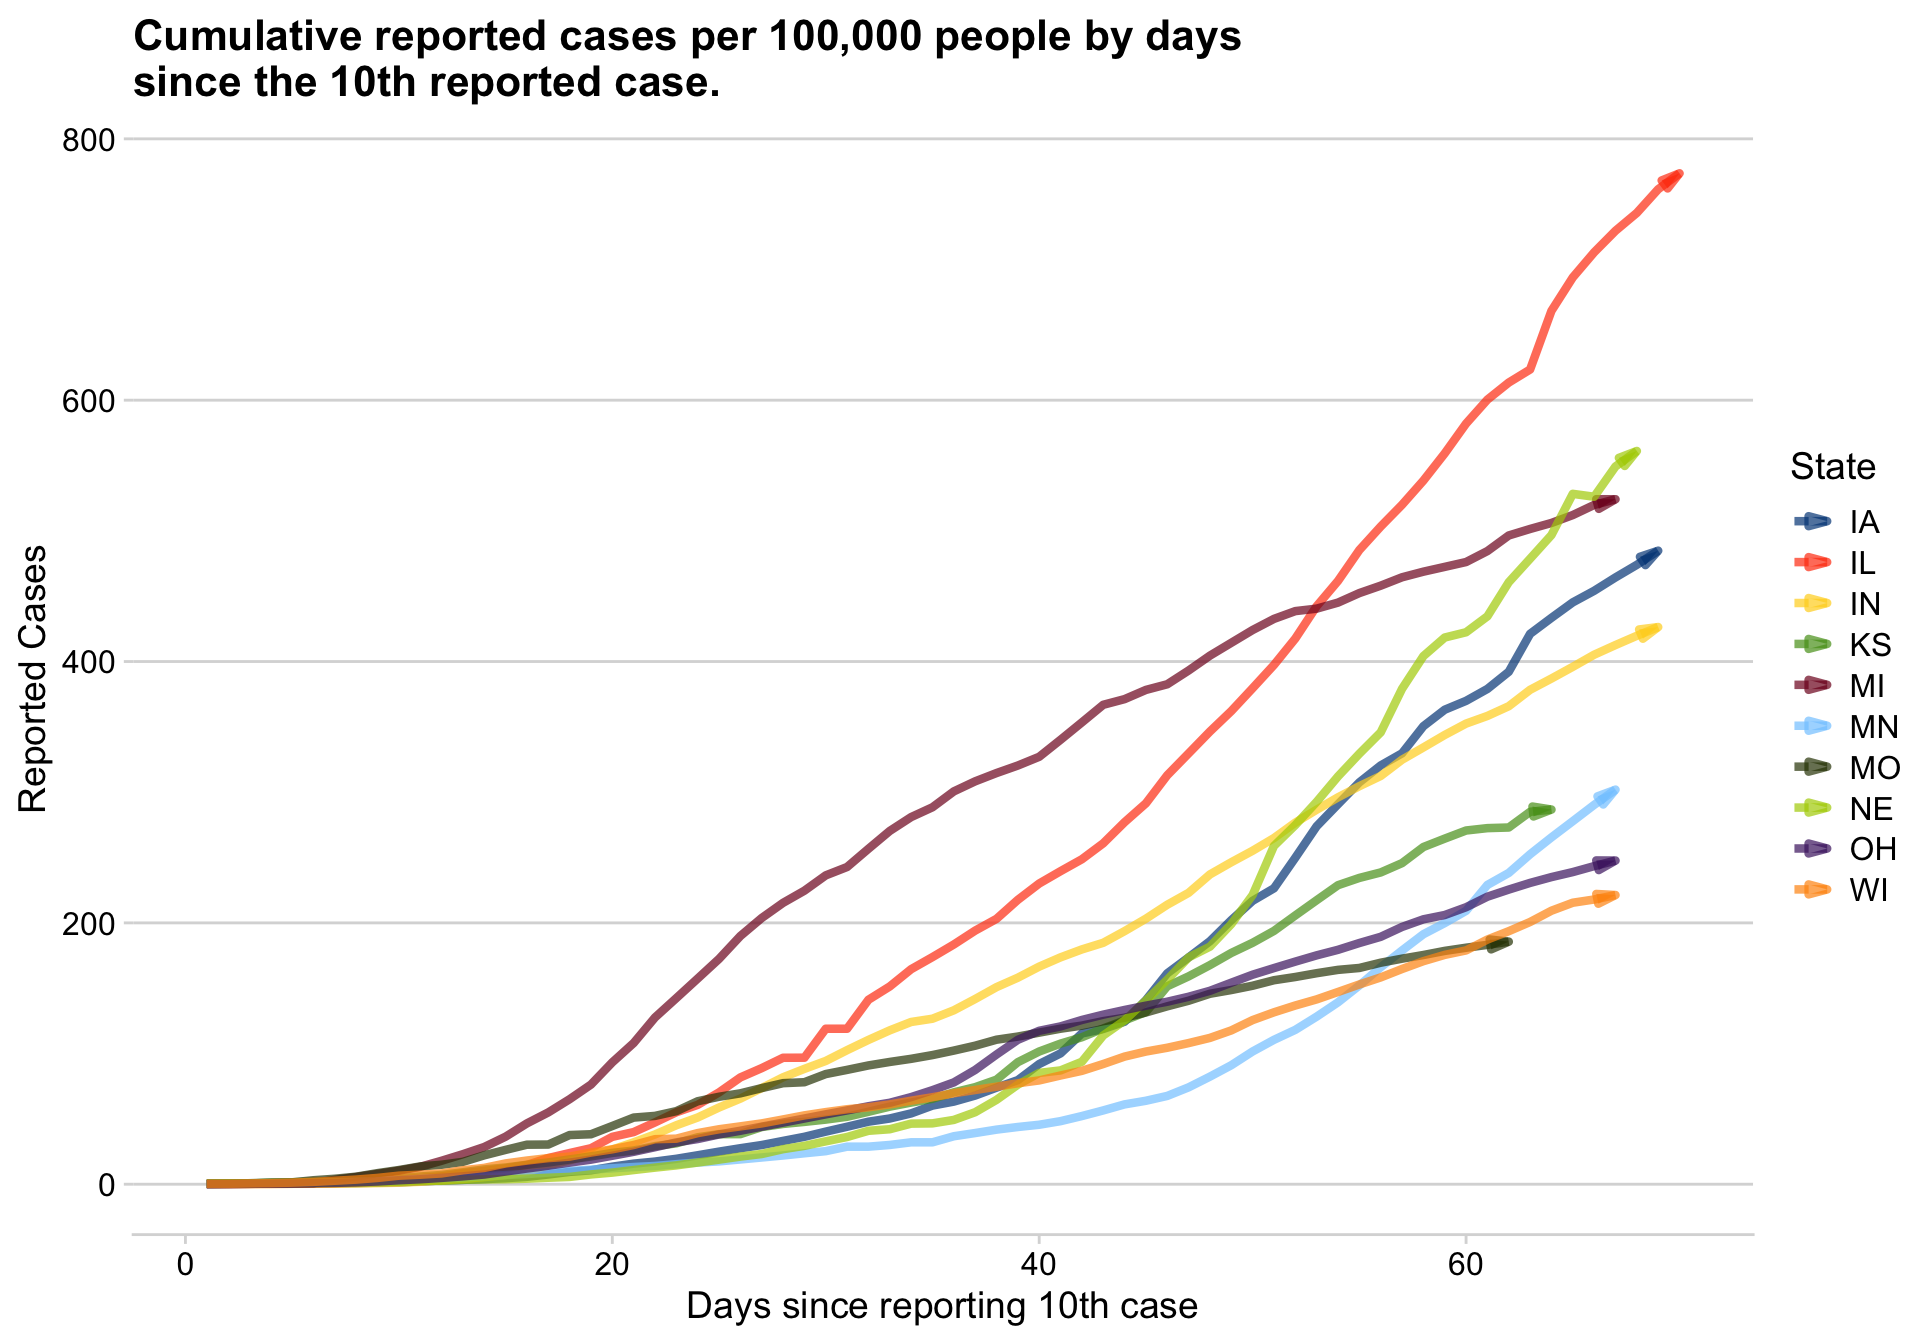 Cumulative reported cases per 100,000 people by days
since the 10th reported case.
800
600
400
200
0
Reported Cases
0
20
40
60
Days since reporting 10th case
State
IA
IL
IN
KS
MI
MN
MO
NE
OH
WI